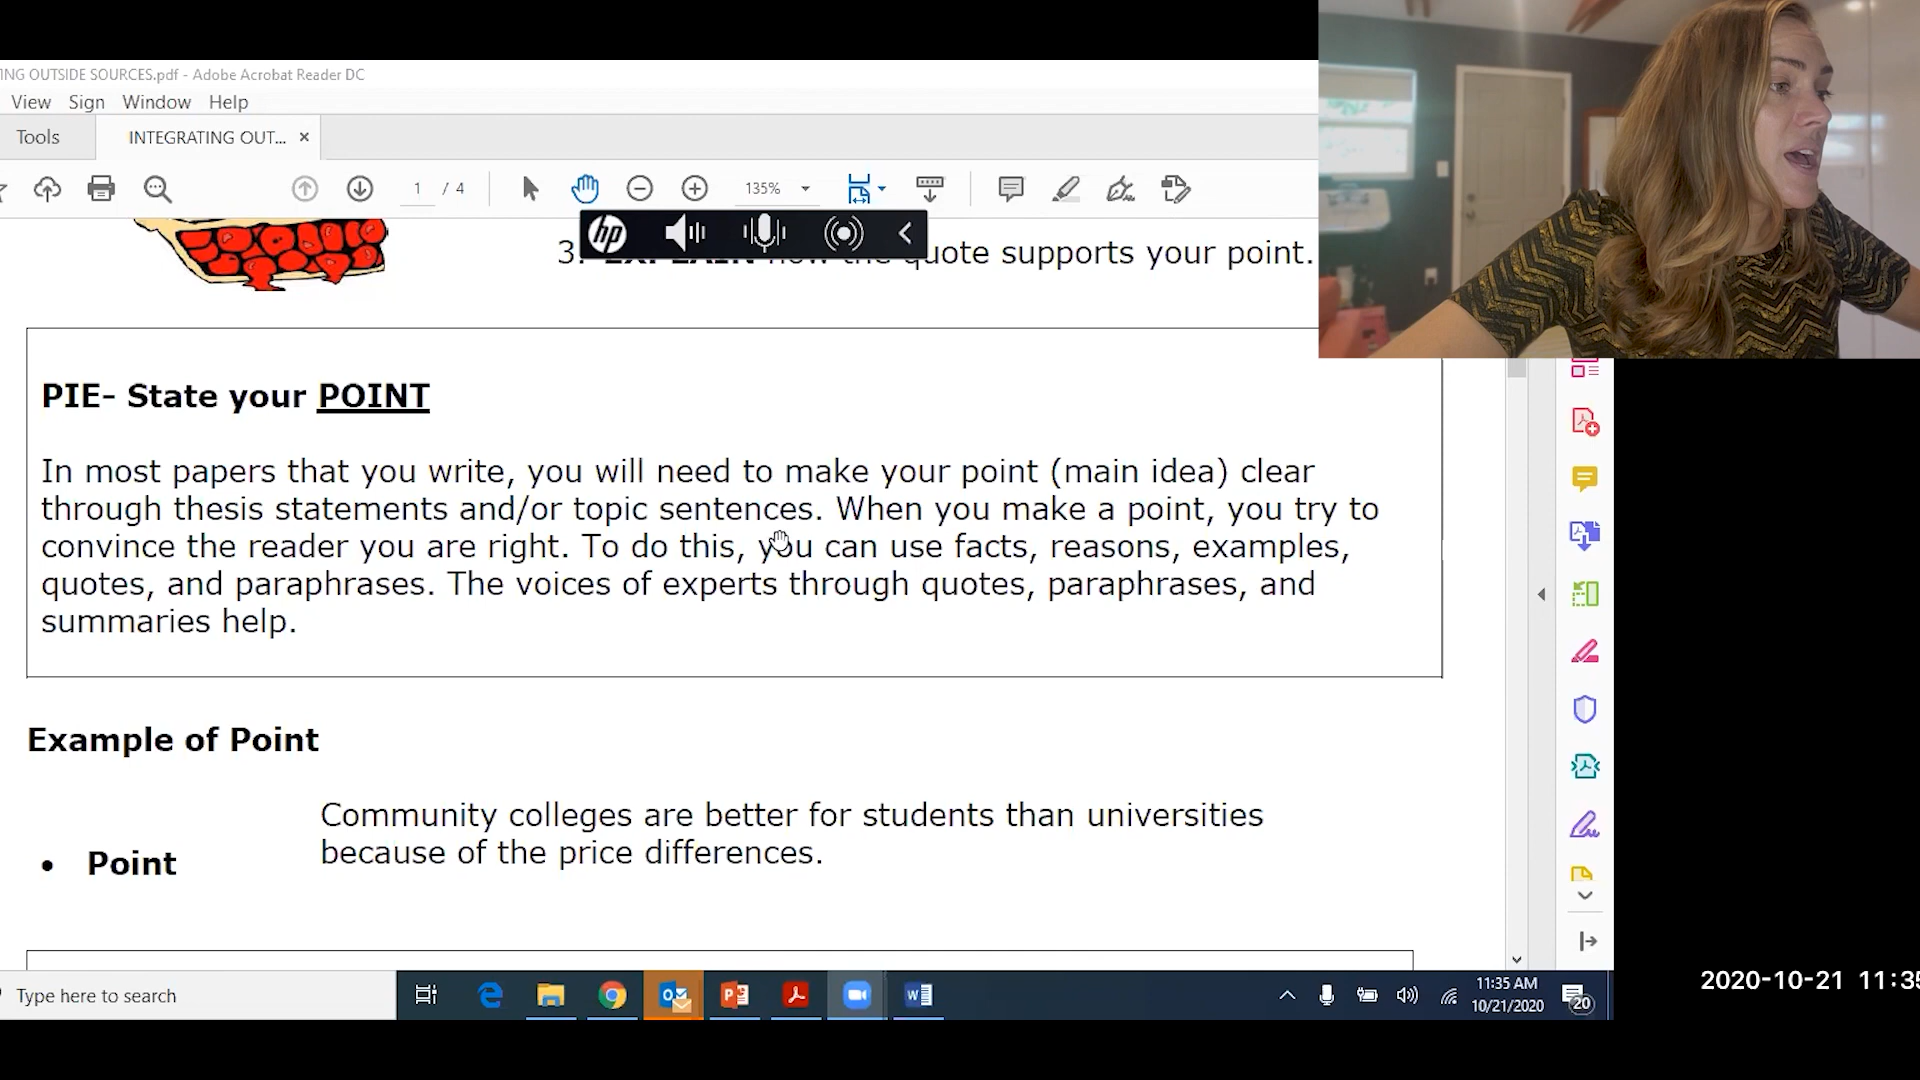 ING OUTSIDE SOURCES.pdf - Adobe Acrobat Reader DC
View Sign Window Help
Tools INTEGRATING OUT... ×
1 / 4 135%
hp
3. EXPLAIN how the quote supports your point.
PIE- State your POINT
In most papers that you write, you will need to make your point (main idea) clear
through thesis statements and/or topic sentences. When you make a point, you try to
convince the reader you are right. To do this, you can use facts, reasons, examples,
quotes, and paraphrases. The voices of experts through quotes, paraphrases, and
summaries help.
Example of Point
Community colleges are better for students than universities
because of the price differences.
• Point
Type here to search
11:35 AM
10/21/2020
20
2020-10-21 11:35